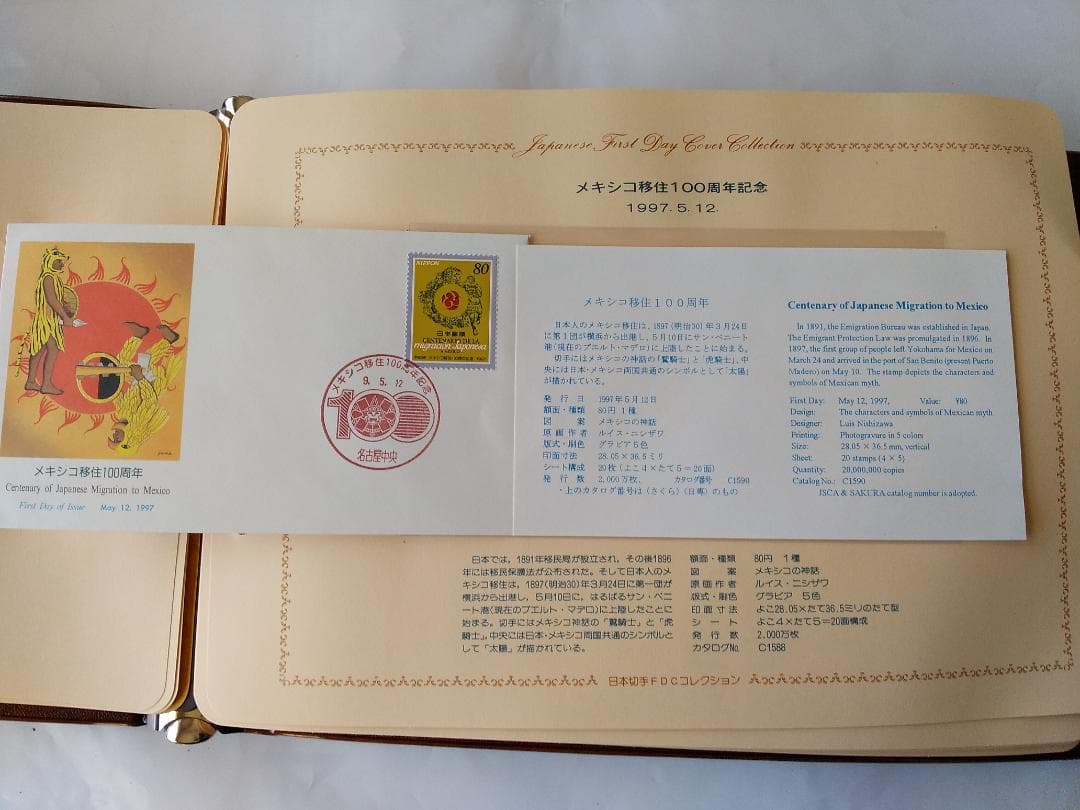 Japanese First Day Cover Collection
メキシコ移住100周年記念
1997.5.12.
NIPPON 80
日本郵便
CENTENARIO DE LA
migración Japonesa
A MEXICO
メキシコ移住100周年記念
9. 5. 12
100
名古屋中央
メキシコ移住100周年
Centenary of Japanese Migration to Mexico
First Day of Issue May 12, 1997
メキシコ移住100周年
日本人のメキシコ移住は、1897(明治30)年3月24日
に第1団が横浜から出港し、5月10日にサン・ベニート
港(現在のプエルト・マデロ)に上陸したことに始まる。
切手にはメキシコ神話の「鷲騎士」と「虎騎士」、中
央には日本・メキシコ両国共通のシンボルとして「太陽」
が描かれている。
発行日 1997年5月12日
額面・種類 80円1種
図案 メキシコの神話
原画作者 ルイス・ニシザワ
版式・刷色 グラビア5色
印面寸法 28.05×36.5ミリ
シート構成 20枚(よこ4×たて5=20面)
発行数 2,000万枚、 カタログ番号 C1590
・上のカタログ番号は(さくら)(日専)のもの
Centenary of Japanese Migration to Mexico
In 1891, the Emigration Bureau was established in Japan.
The Emigrant Protection Law was promulgated in 1896. In
1897, the first group of people left Yokohama for Mexico on
March 24 and arrived in the port of San Benito (present Puerto
Madero) on May 10. The stamp depicts the characters and
symbols of Mexican myth.
First Day: May 12, 1997, Value: ¥80
Design: The characters and symbols of Mexican myth
Designer: Luis Nishizawa
Printing: Photogravure in 5 colors
Size: 28.05 × 36.5 mm, vertical
Sheet: 20 stamps (4 × 5)
Quantity: 20,000,000 copies
Catalog No.: C1590
JSCA & SAKURA catalog number is adopted.
日本では、1891年移民局が設立され、その後1896
年には移民保護法が公布された。そして日本人のメ
キシコ移住は、1897(明治30)年3月24日に第一団が
横浜から出港し、5月10日に、はるばるサン・ベニ
ート港(現在のプエルト・マデロ)に上陸したことに
始まる。切手にはメキシコ神話の「鷲騎士」と「虎
騎士」、中央には日本・メキシコ両国共通のシンボルと
して「太陽」が描かれている。
額面・種類 80円 1種
図案 メキシコの神話
原画作者 ルイス・ニシザワ
版式・刷色 グラビア 5色
印面寸法 よこ28.05×たて36.5ミリのたて型
シート よこ4×たて5=20面構成
発行数 2,000万枚
カタログNo. C1588
日本切手FDCコレクション